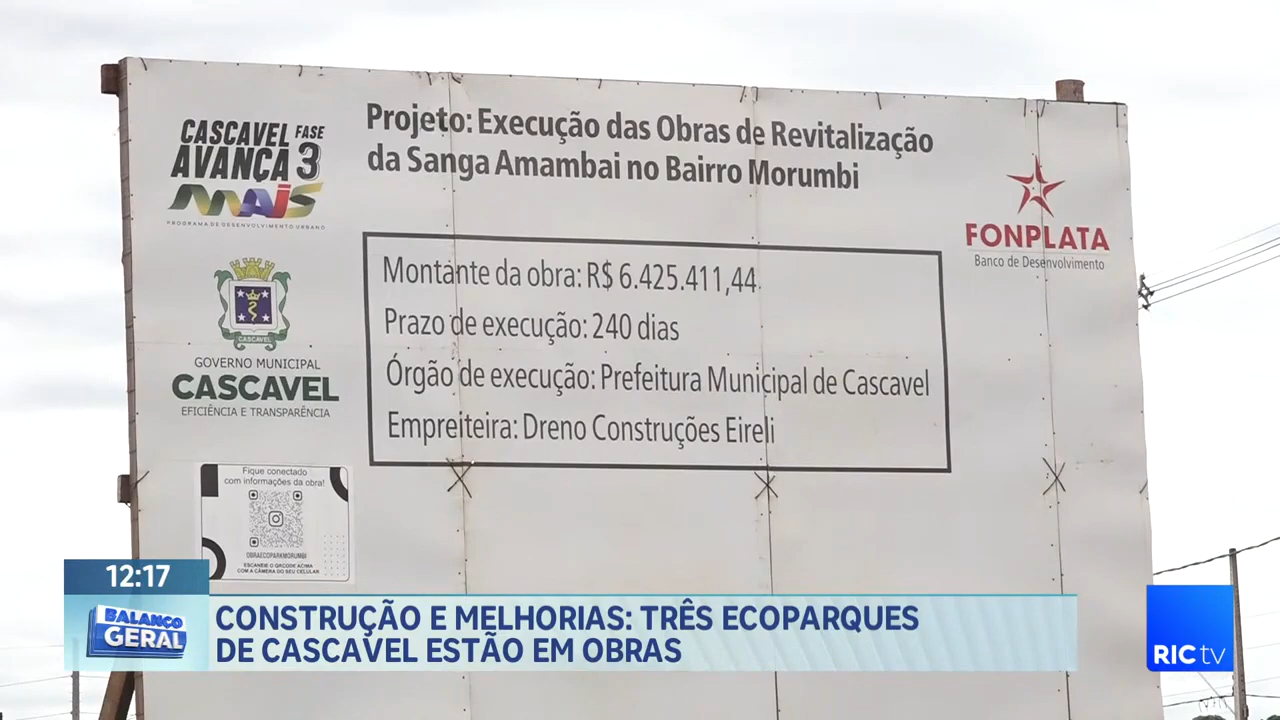 CASCAVEL FASE
AVANÇA 3
MAIS
PROGRAMA DE DESENVOLVIMENTO URBANO
Projeto: Execução das Obras de Revitalização
da Sanga Amambai no Bairro Morumbi
FONPLATA
Banco de Desenvolvimento
Montante da obra: R$ 6.425.411,44
Prazo de execução: 240 dias
Órgão de execução: Prefeitura Municipal de Cascavel
Empreiteira: Dreno Construções Eireli
CASCAVEL
GOVERNO MUNICIPAL
CASCAVEL
EFICIÊNCIA E TRANSPARÊNCIA
Fique conectado
com informações da obra!
OBRAECOPARKMORUMBI
ESCANEIE O QRCODE ACIMA
COM A CÂMERA DO SEU CELULAR
12:17
BALANÇO
GERAL
CONSTRUÇÃO E MELHORIAS: TRÊS ECOPARQUES
DE CASCAVEL ESTÃO EM OBRAS
RIC tv